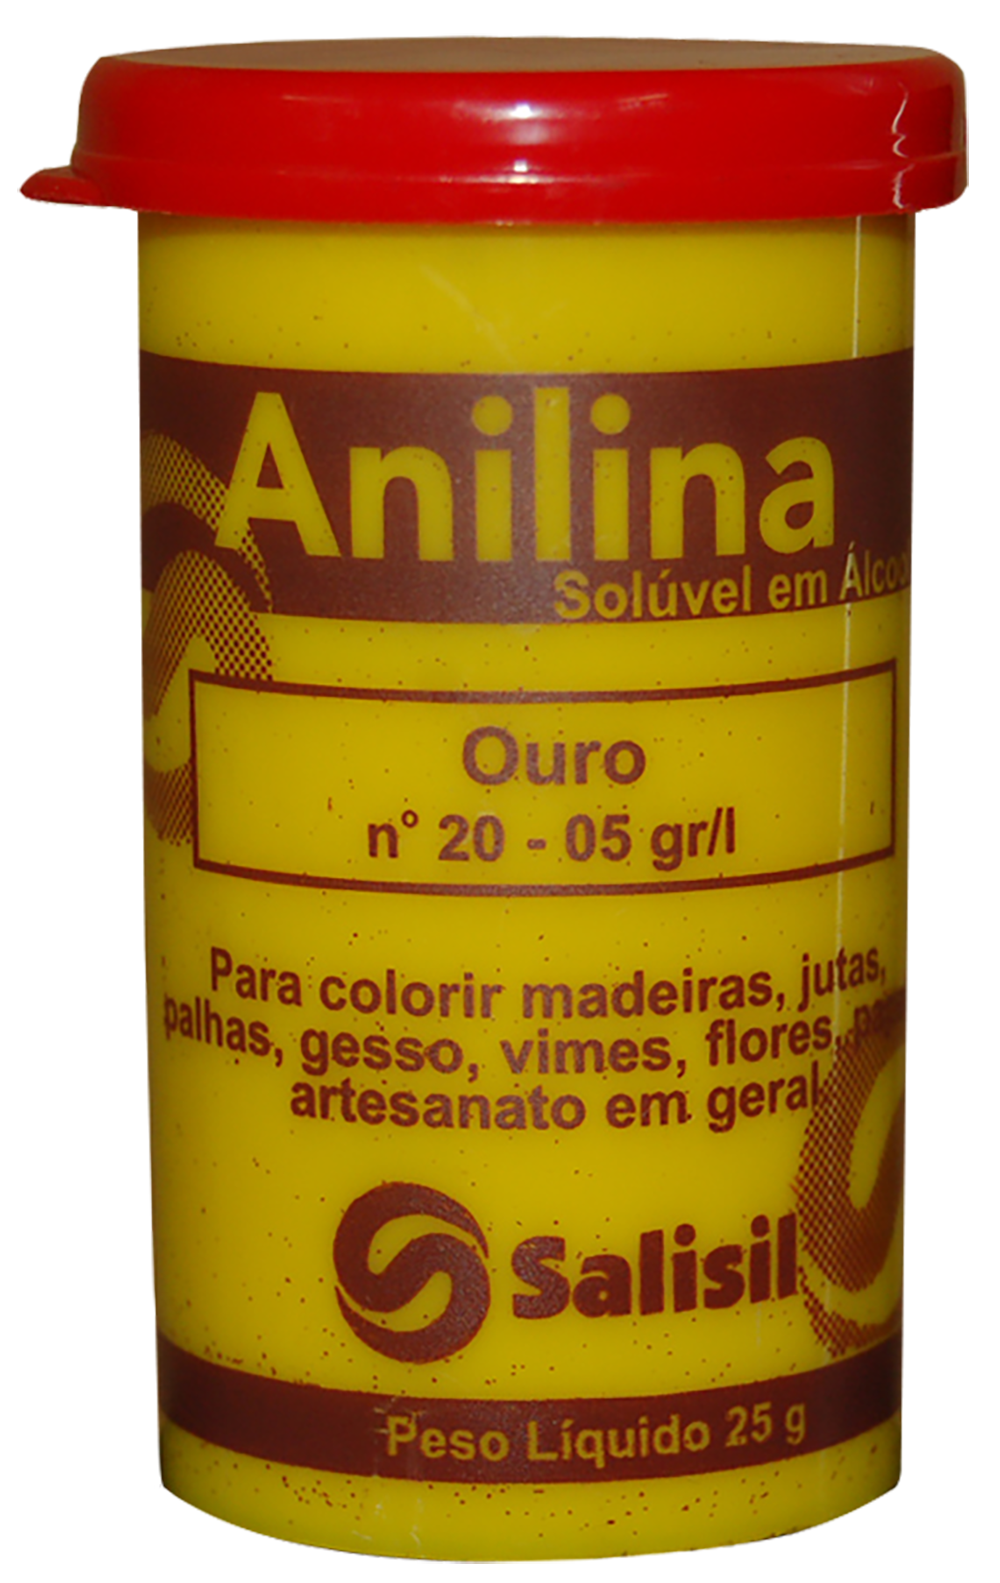 Anilina
Solúvel em Álcool
Ouro
n° 20 - 05 gr/l
Para colorir madeiras, jutas,
palhas, gesso, vimes, flores,
artesanato em geral.
Salisil
Peso Líquido 25 g